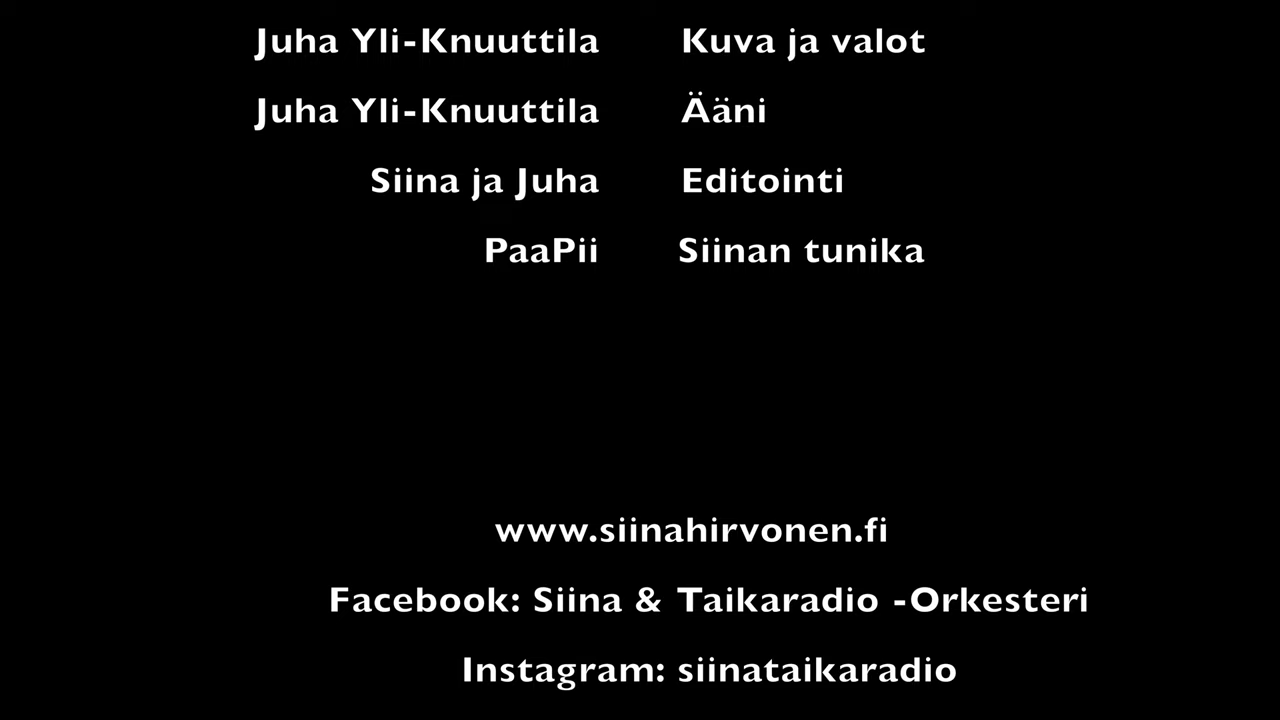 Juha Yli-Knuuttila Kuva ja valot
Juha Yli-Knuuttila Ääni
Siina ja Juha Editointi
PaaPii Siinan tunika
www.siinahirvonen.fi
Facebook: Siina & Taikaradio -Orkesteri
Instagram: siinataikaradio